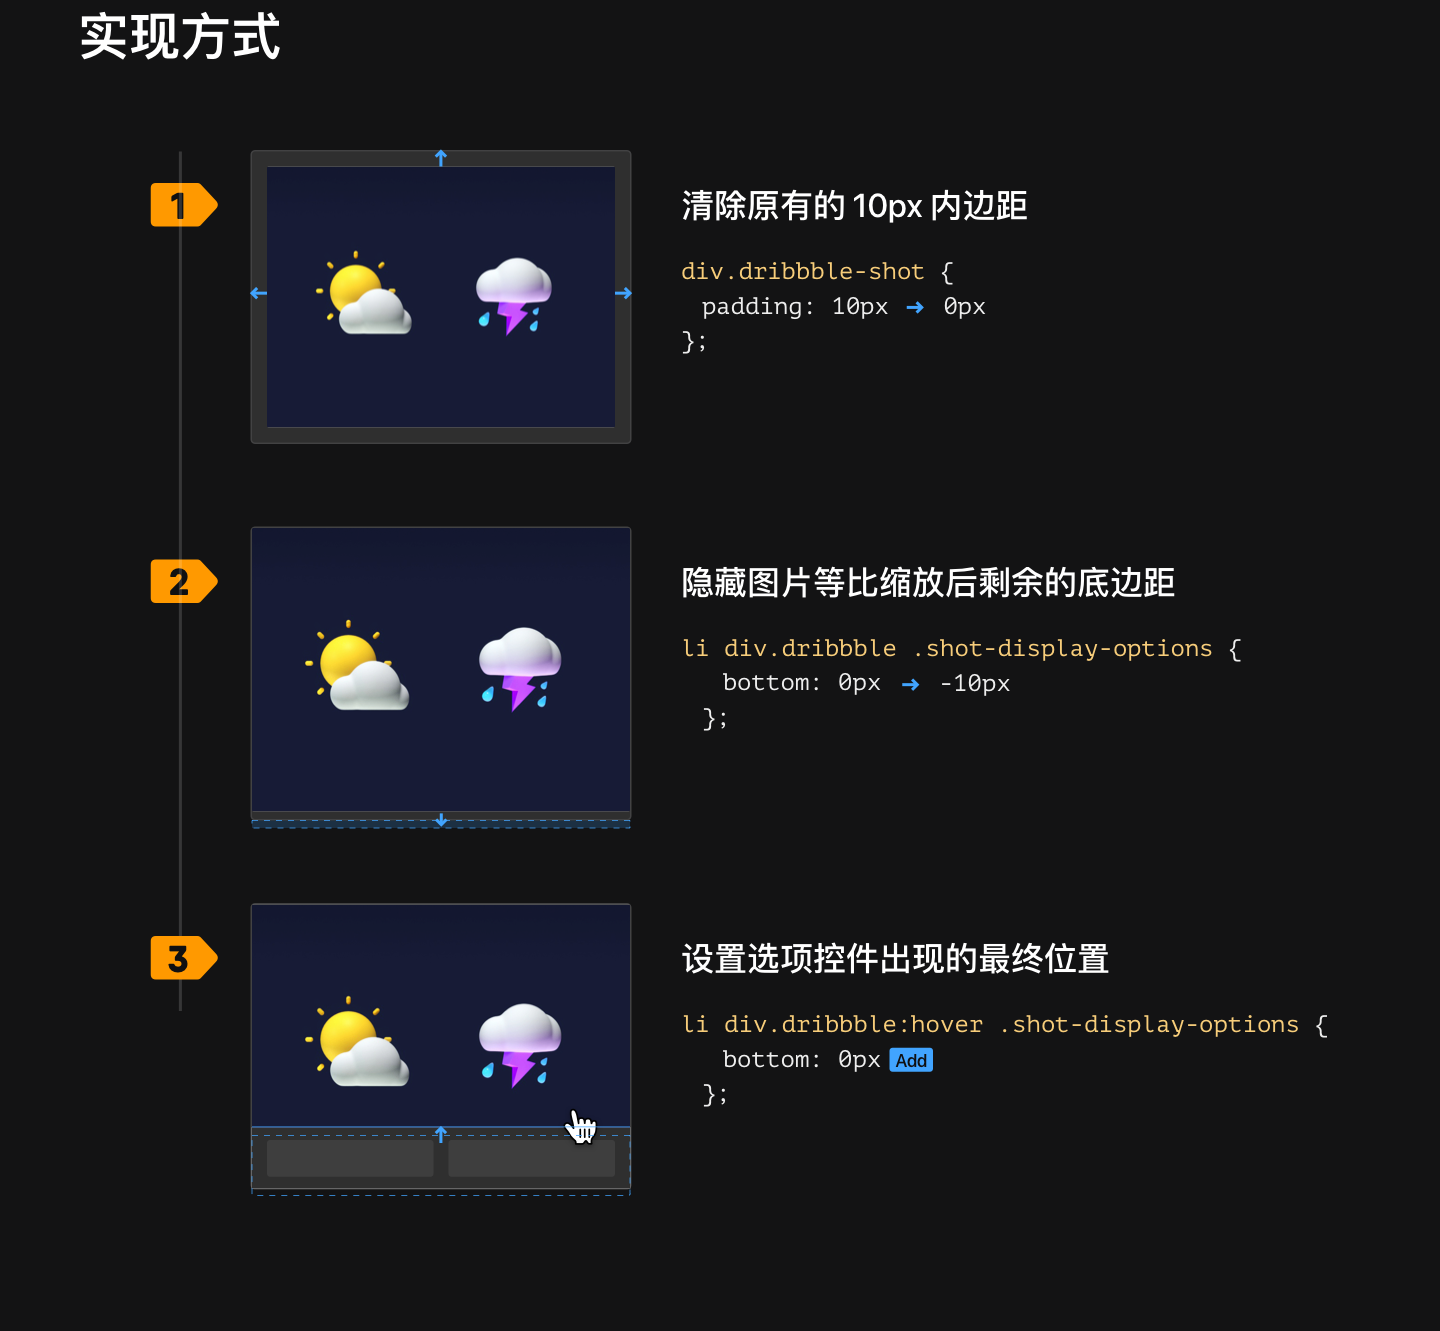 实现方式
1
清除原有的 10px 内边距
div.dribbble-shot {
padding: 10px → 0px
};
2
隐藏图片等比缩放后剩余的底边距
li div.dribbble .shot-display-options {
bottom: 0px → -10px
};
3
设置选项控件出现的最终位置
li div.dribbble:hover .shot-display-options {
bottom: 0px Add
};